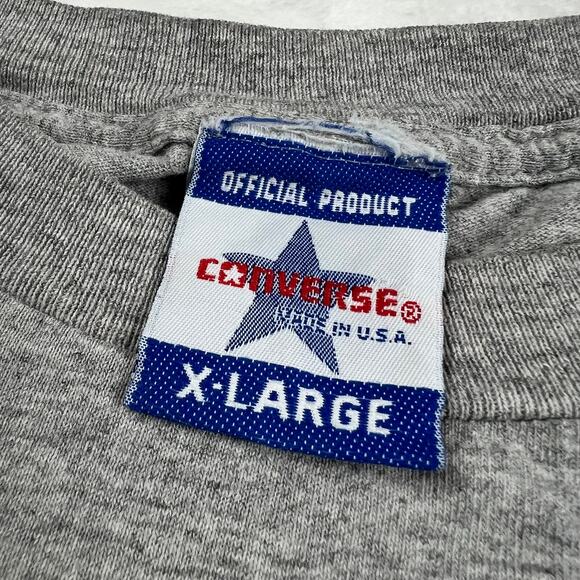 OFFICIAL PRODUCT
CONVERSE®
MADE IN U.S.A.
X-LARGE